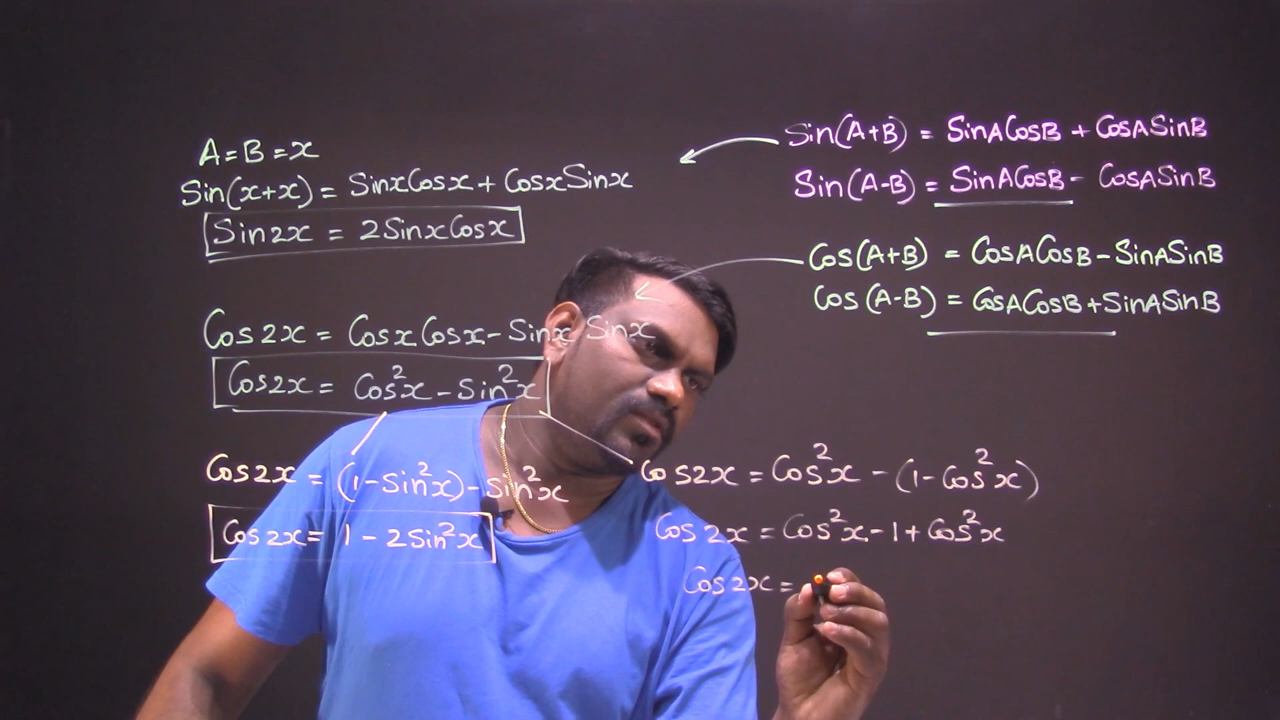 A=B=x
Sin(x+x) = SinxCosx + CosxSinx
Sin2x = 2SinxCosx
Cos2x = CosxCosx - Sinx Sinx
Cos2x = Cos²x - Sin²x
Cos2x = (1-Sin²x) - Sin²x
Cos2x = 1 - 2Sin²x
Sin(A+B) = SinACosB + CosASinB
Sin(A-B) = SinACosB - CosASinB
Cos(A+B) = CosACosB - SinASinB
Cos(A-B) = CosACosB + SinASinB
Cos2x = Cos²x - (1-Cos²x)
Cos2x = Cos²x - 1 + Cos²x
Cos2x =